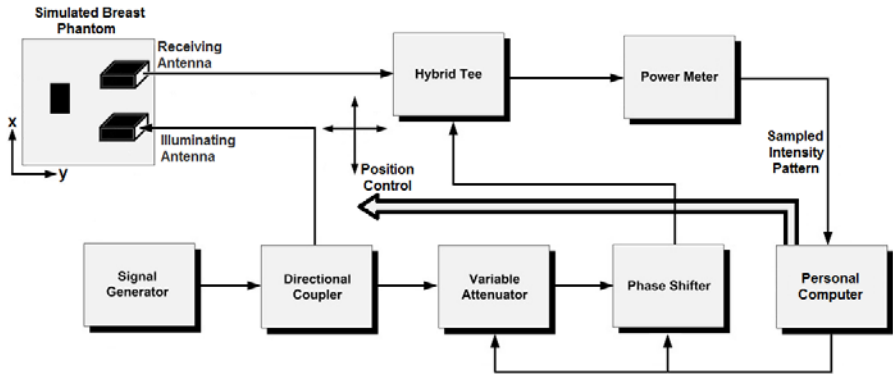 Simulated Breast
Phantom
Receiving
Antenna
Illuminating
Antenna
x
y
Hybrid Tee
Power Meter
Position
Control
Sampled
Intensity
Pattern
Signal
Generator
Directional
Coupler
Variable
Attenuator
Phase Shifter
Personal
Computer